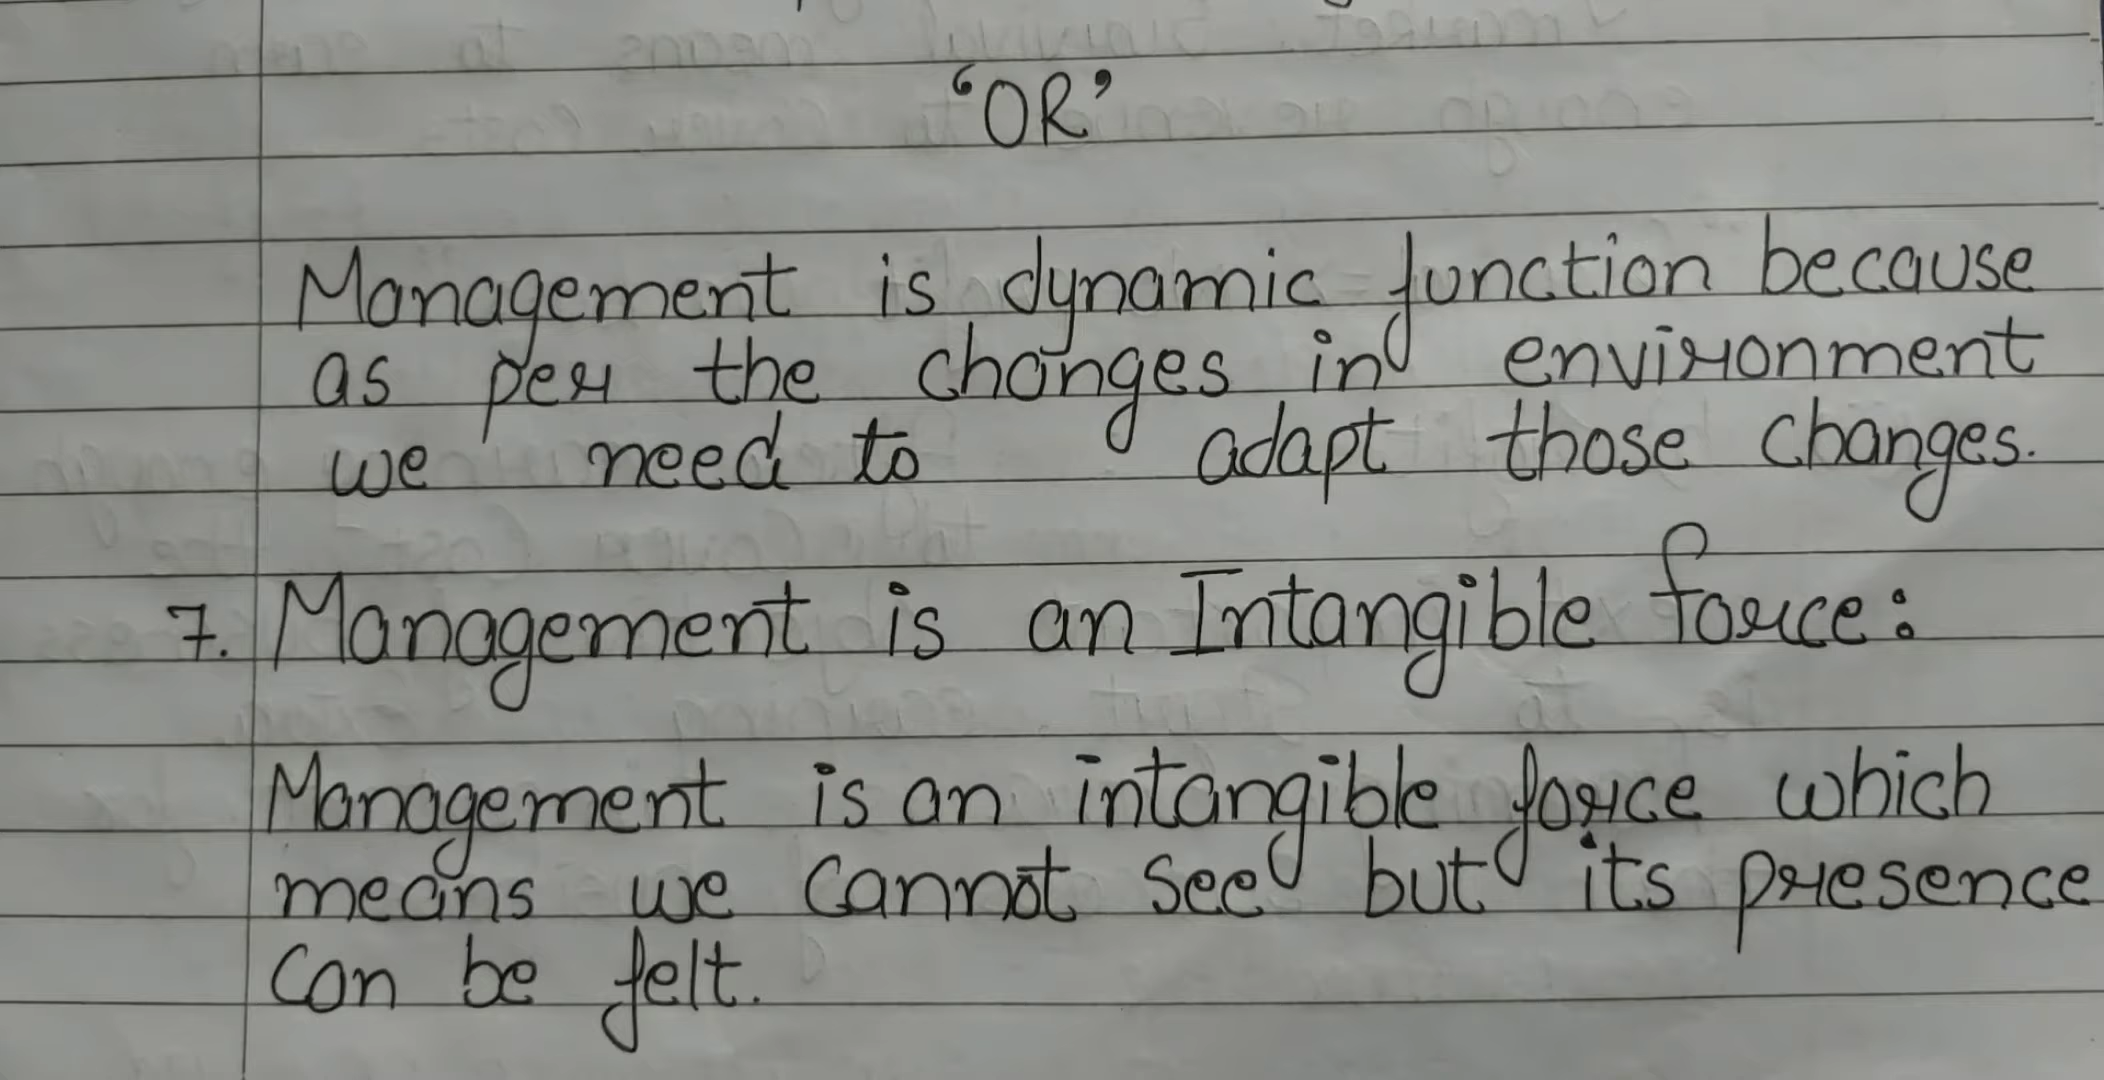 'OR'
Management is dynamic function because
as per the changes in environment
we need to adapt those changes.
7. Management is an Intangible force:
Management is an intangible force which
means we cannot see but its presence
can be felt.